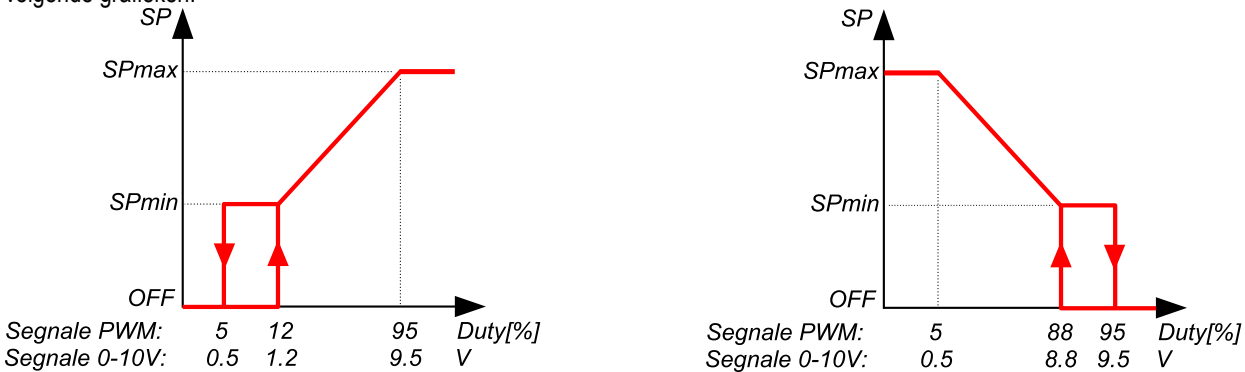 volgende grafieken:
SP
SPmax
SPmin
OFF
Segnale PWM: 5 12 95 Duty[%]
Segnale 0-10V: 0.5 1.2 9.5 V
SP
SPmax
SPmin
OFF
Segnale PWM: 5 88 95 Duty[%]
Segnale 0-10V: 0.5 8.8 9.5 V